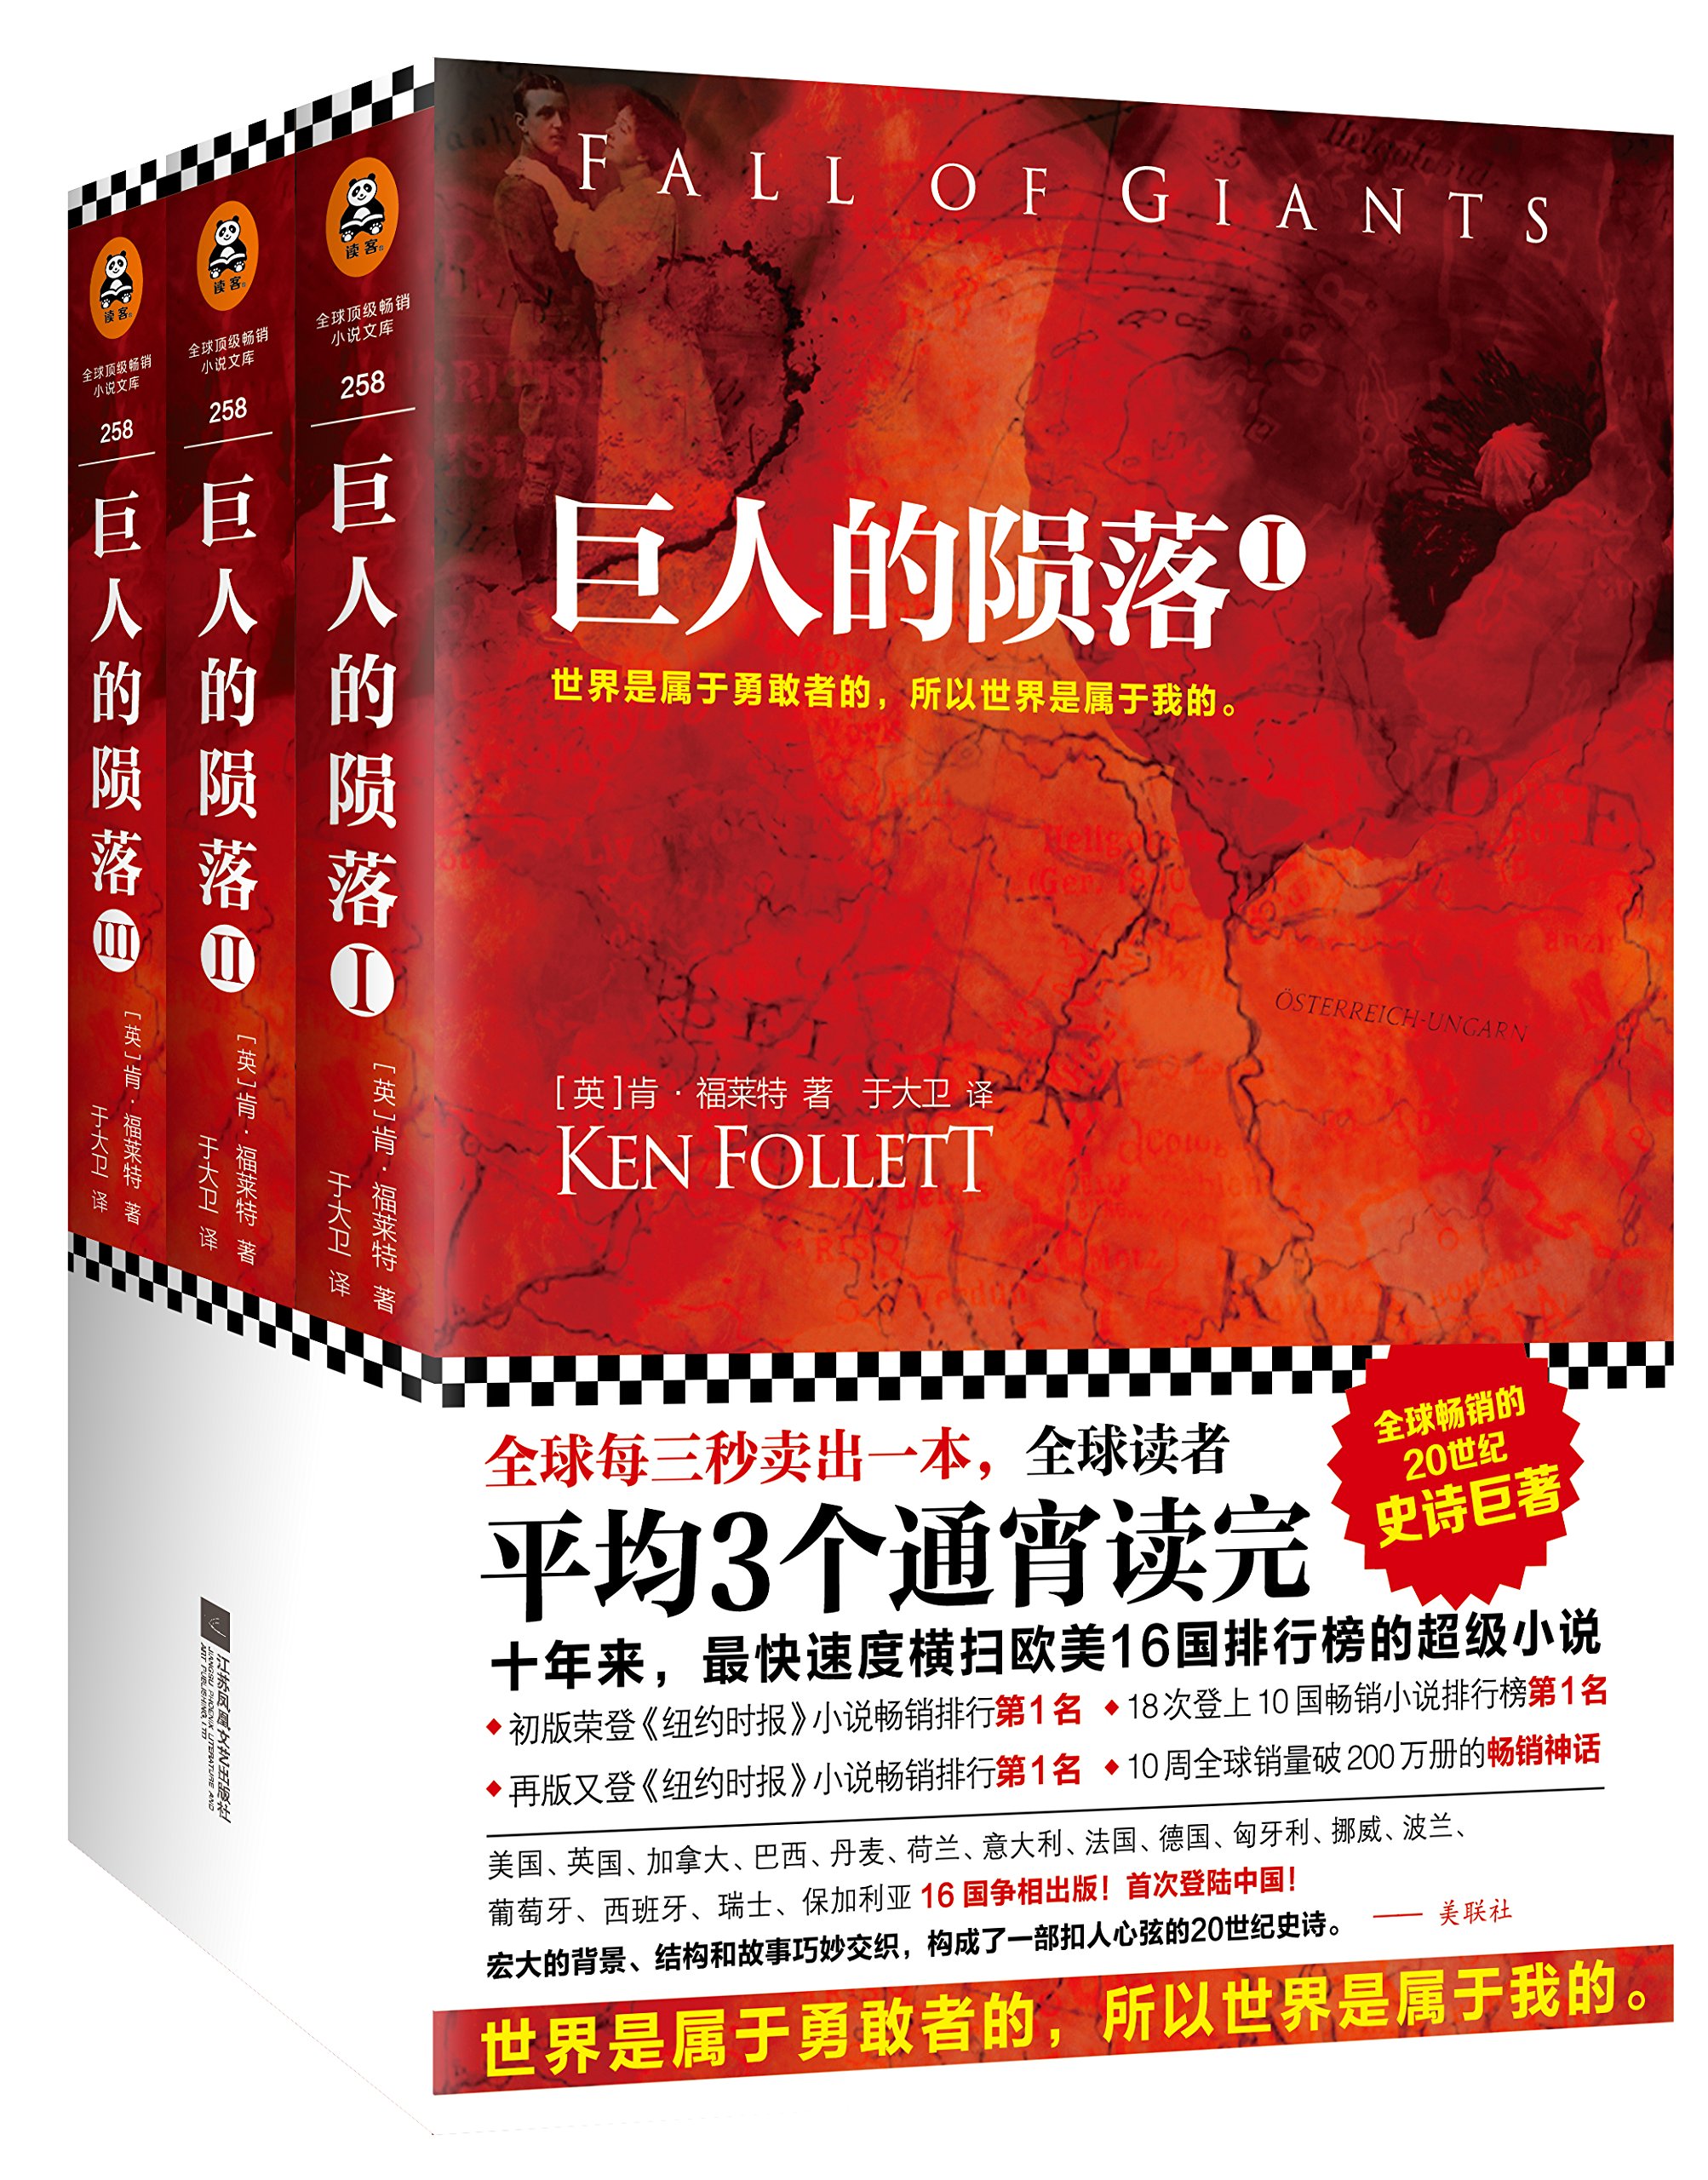 FALL OF GIANTS
巨人的陨落 I
世界是属于勇敢者的，所以世界是属于我的。
ÖSTERREICH-UNGARN
[英]肯·福莱特 著 于大卫 译
KEN FOLLETT
全球每三秒卖出一本，全球读者
平均3个通宵读完
全球畅销的
20世纪
史诗巨著
十年来，最快速度横扫欧美16国排行榜的超级小说
◆初版荣登《纽约时报》小说畅销排行第1名 ◆18次登上10国畅销小说排行榜第1名
◆再版又登《纽约时报》小说畅销排行第1名 ◆10周全球销量破200万册的畅销神话
美国、英国、加拿大、巴西、丹麦、荷兰、意大利、法国、德国、匈牙利、挪威、波兰、
葡萄牙、西班牙、瑞士、保加利亚 16国争相出版！首次登陆中国！
宏大的背景、结构和故事巧妙交织，构成了一部扣人心弦的20世纪史诗。 —— 美联社
世界是属于勇敢者的，所以世界是属于我的。
读客
全球顶级畅销
小说文库
258
巨人的陨落 I
[英]肯·福莱特 著
于大卫 译
读客
全球顶级畅销
小说文库
258
巨人的陨落 II
[英]肯·福莱特 著
于大卫 译
读客
全球顶级畅销
小说文库
258
巨人的陨落 III
[英]肯·福莱特 著
于大卫 译
江苏凤凰文艺出版社
JIANGSU PHOENIX LITERATURE AND
ART PUBLISHING, LTD